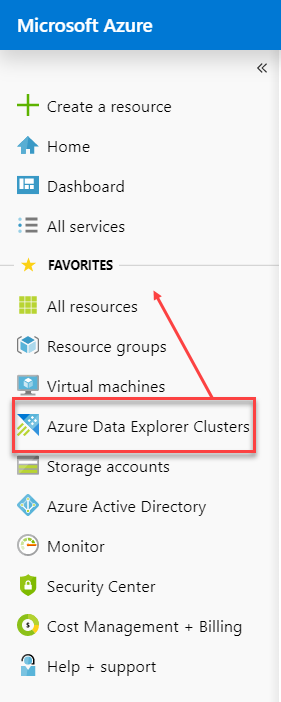 Microsoft Azure
«
Create a resource
Home
Dashboard
All services
FAVORITES
All resources
Resource groups
Virtual machines
Azure Data Explorer Clusters
Storage accounts
Azure Active Directory
Monitor
Security Center
Cost Management + Billing
Help + support